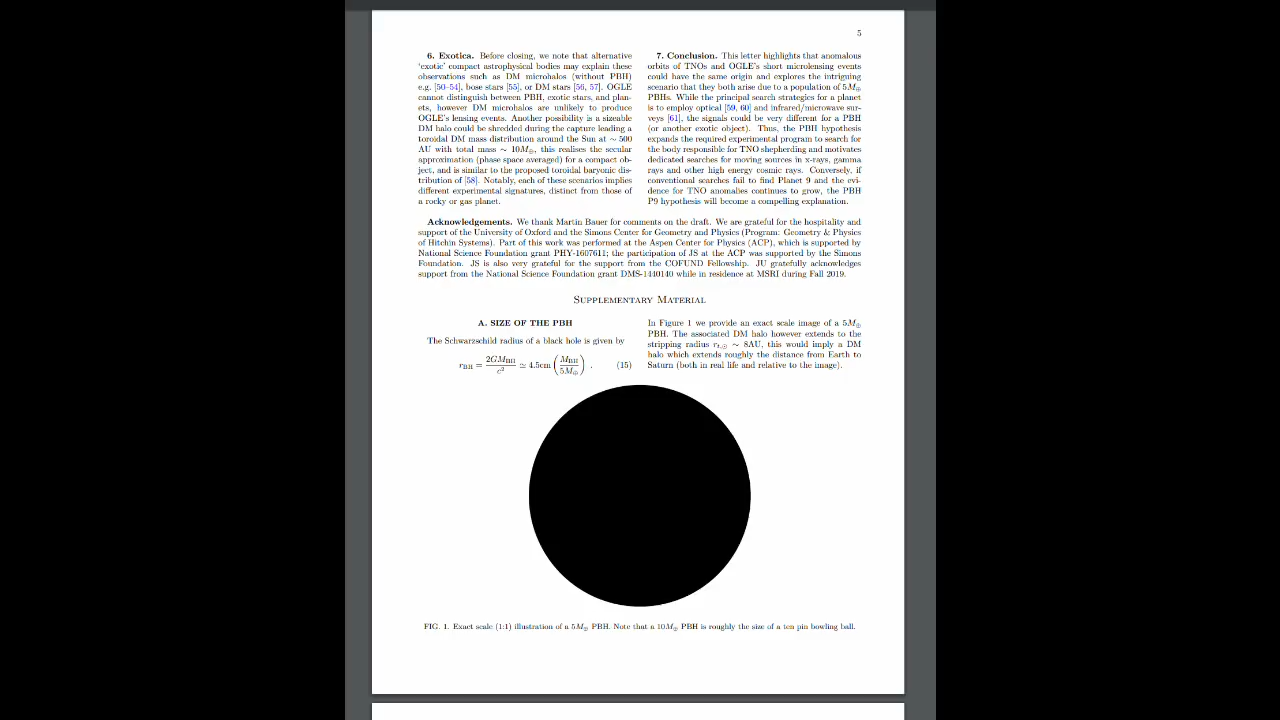 5
6. Exotica. Before closing, we note that alternative
'exotic' compact astrophysical bodies may explain these
observations such as DM microhalos (without PBH)
e.g. [50–54], bose stars [55], or DM stars [56, 57]. OGLE
cannot distinguish between PBH, exotic stars, and plan-
ets, however DM microhalos are unlikely to produce
OGLE's lensing events. Another possibility is a sizeable
DM halo could be shredded during the capture leading a
toroidal DM mass distribution around the Sun at ∼ 500
AU with total mass ∼ 10M⊕, this realises the secular
approximation (phase space averaged) for a compact ob-
ject, and is similar to the proposed toroidal baryonic dis-
tribution of [58]. Notably, each of these scenarios implies
different experimental signatures, distinct from those of
a rocky or gas planet.
7. Conclusion. This letter highlights that anomalous
orbits of TNOs and OGLE's short microlensing events
could have the same origin and explores the intriguing
scenario that they both arise due to a population of 5M⊕
PBHs. While the principal search strategies for a planet
is to employ optical [59, 60] and infrared/microwave sur-
veys [61], the signals could be very different for a PBH
(or another exotic object). Thus, the PBH hypothesis
expands the required experimental program to search for
the body responsible for TNO shepherding and motivates
dedicated searches for moving sources in x-rays, gamma
rays and other high energy cosmic rays. Conversely, if
conventional searches fail to find Planet 9 and the evi-
dence for TNO anomalies continues to grow, the PBH
P9 hypothesis will become a compelling explanation.
Acknowledgements. We thank Martin Bauer for comments on the draft. We are grateful for the hospitality and
support of the University of Oxford and the Simons Center for Geometry and Physics (Program: Geometry & Physics
of Hitchin Systems). Part of this work was performed at the Aspen Center for Physics (ACP), which is supported by
National Science Foundation grant PHY-1607611; the participation of JS at the ACP was supported by the Simons
Foundation. JS is also very grateful for the support from the COFUND Fellowship. JU gratefully acknowledges
support from the National Science Foundation grant DMS-1440140 while in residence at MSRI during Fall 2019.
Supplementary Material
A. SIZE OF THE PBH
The Schwarzschild radius of a black hole is given by
r_BH = 2GM_BH / c² ≃ 4.5cm (M_BH / 5M⊕) . (15)
In Figure 1 we provide an exact scale image of a 5M⊕
PBH. The associated DM halo however extends to the
stripping radius r_t,⊙ ∼ 8AU, this would imply a DM
halo which extends roughly the distance from Earth to
Saturn (both in real life and relative to the image).
FIG. 1. Exact scale (1:1) illustration of a 5M⊕ PBH. Note that a 10M⊕ PBH is roughly the size of a ten pin bowling ball.